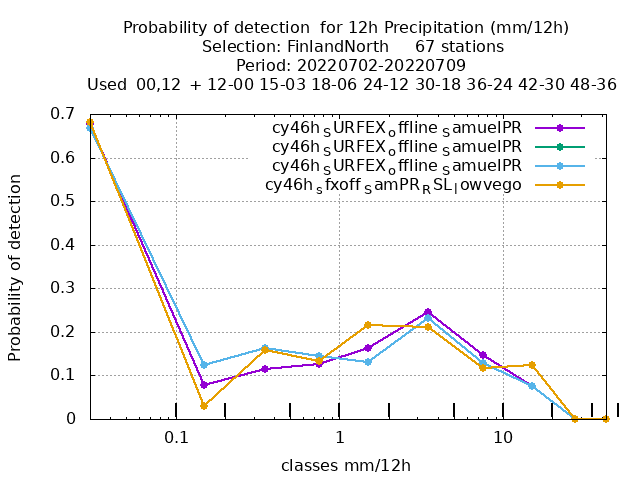 Probability of detection  for 12h Precipitation (mm/12h)
Selection: FinlandNorth     67 stations
Period: 20220702-20220709
Used  00,12  + 12-00 15-03 18-06 24-12 30-18 36-24 42-30 48-36
cy46h_SURFEX_offline_SamuelPR
cy46h_SURFEX_offline_SamuelPR
cy46h_SURFEX_offline_SamuelPR
cy46h_sfxoff_SamPR_RSL_lowvego
Probability of detection
0.7
0.6
0.5
0.4
0.3
0.2
0.1
0
0.1 1 10
classes mm/12h